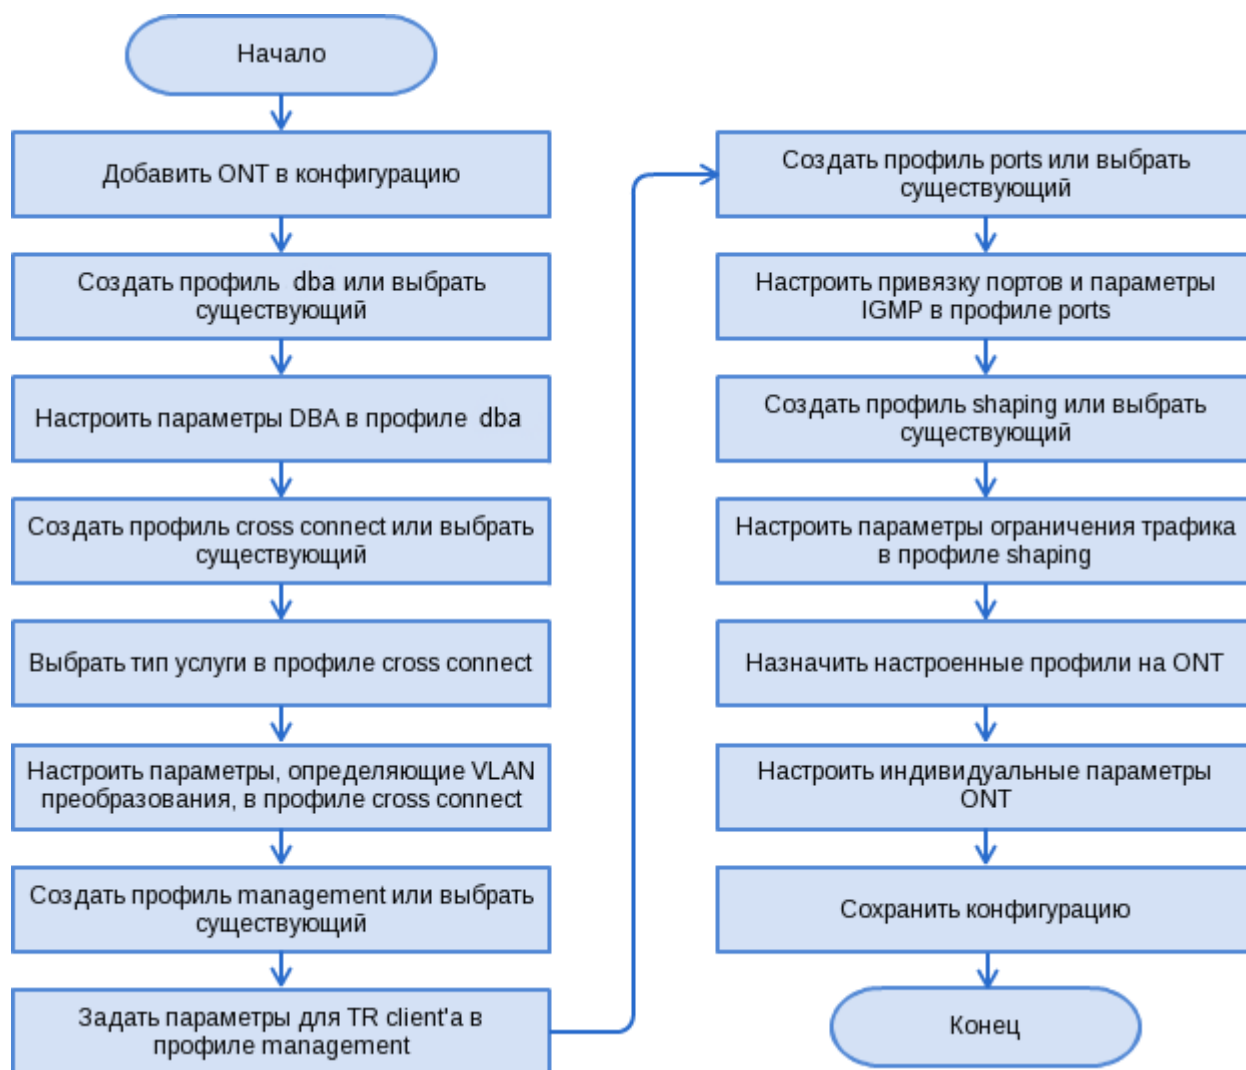 Начало
Добавить ONT в конфигурацию
Создать профиль dba или выбрать
существующий
Настроить параметры DBA в профиле dba
Создать профиль cross connect или выбрать
существующий
Выбрать тип услуги в профиле cross connect
Настроить параметры, определяющие VLAN
преобразования, в профиле cross connect
Создать профиль management или выбрать
существующий
Задать параметры для TR client'а в
профиле management
Создать профиль ports или выбрать
существующий
Настроить привязку портов и параметры
IGMP в профиле ports
Создать профиль shaping или выбрать
существующий
Настроить параметры ограничения трафика
в профиле shaping
Назначить настроенные профили на ONT
Настроить индивидуальные параметры
ONT
Сохранить конфигурацию
Конец